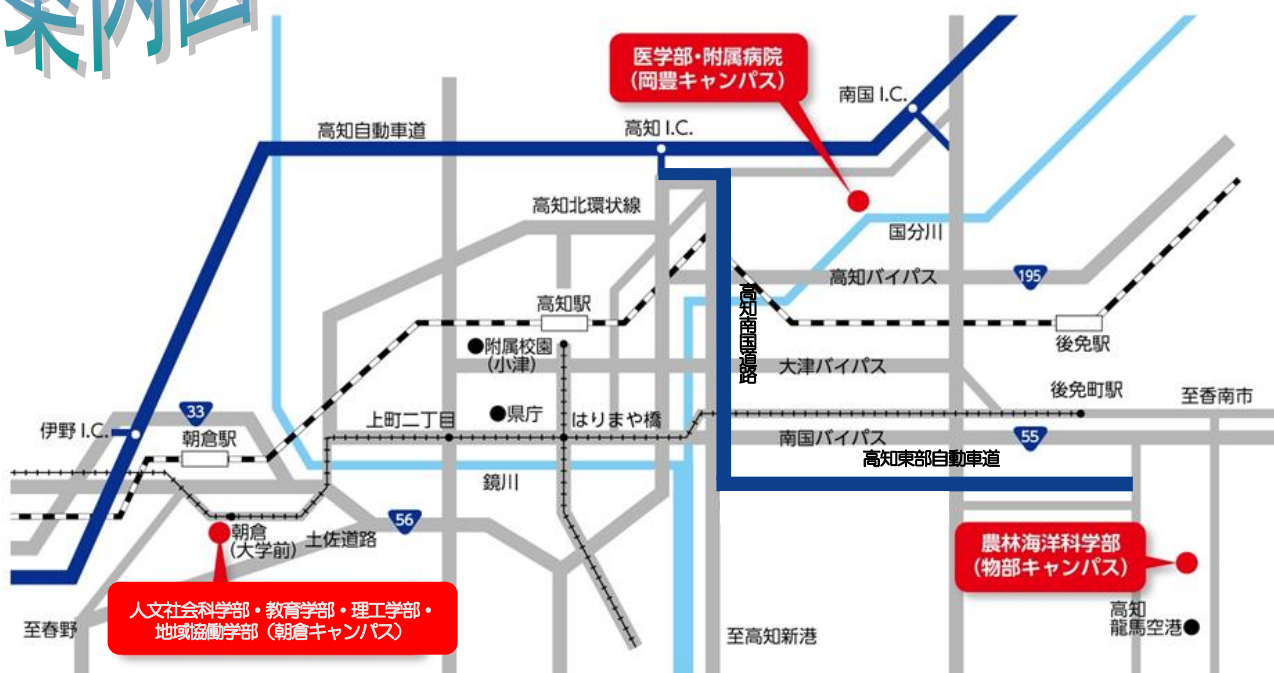 案内図
医学部・附属病院
(岡豊キャンパス)
南国 I.C.
高知自動車道
高知 I.C.
高知北環状線
国分川
高知バイパス
195
高知駅
高知南国道路
後免駅
附属校園
(小津)
大津バイパス
後免町駅
至香南市
33
上町二丁目
県庁
はりまや橋
伊野 I.C.
朝倉駅
南国バイパス
55
高知東部自動車道
鏡川
56
朝倉
(大学前)
土佐道路
農林海洋科学部
(物部キャンパス)
人文社会科学部・教育学部・理工学部・
地域協働学部（朝倉キャンパス）
至春野
至高知新港
高知
龍馬空港